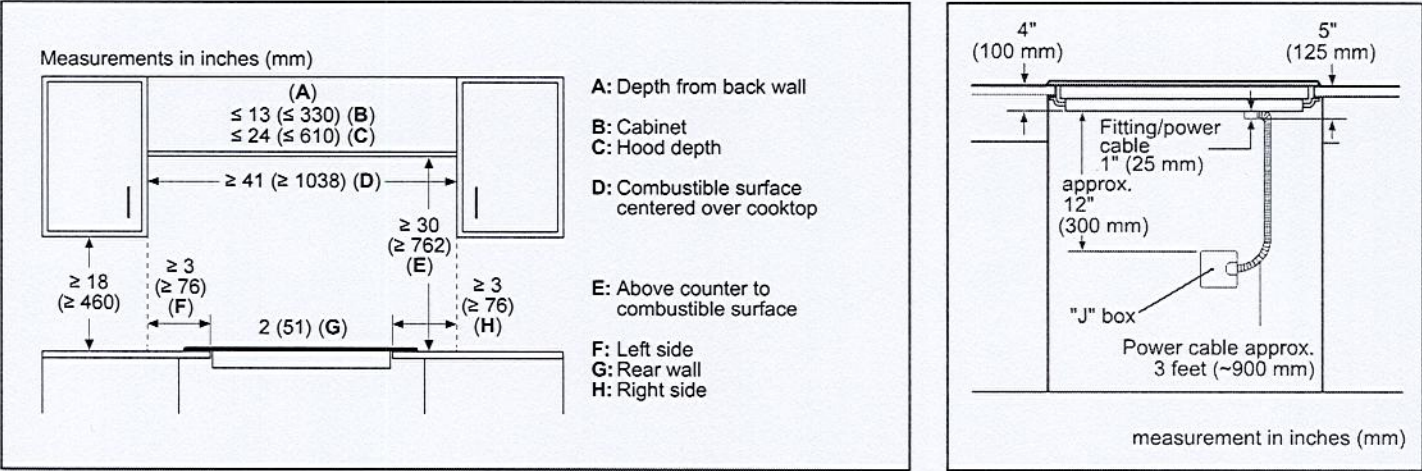 Measurements in inches (mm)
(A)
≤ 13 (≤ 330) (B)
≤ 24 (≤ 610) (C)
≥ 41 (≥ 1038) (D)
≥ 30
(≥ 762)
(E)
≥ 18
(≥ 460)
≥ 3
(≥ 76)
(F)
2 (51) (G)
≥ 3
(≥ 76)
(H)
A: Depth from back wall
B: Cabinet
C: Hood depth
D: Combustible surface
centered over cooktop
E: Above counter to
combustible surface
F: Left side
G: Rear wall
H: Right side
4"
(100 mm)
5"
(125 mm)
Fitting/power
cable
1" (25 mm)
approx.
12"
(300 mm)
"J" box
Power cable approx.
3 feet (~900 mm)
measurement in inches (mm)